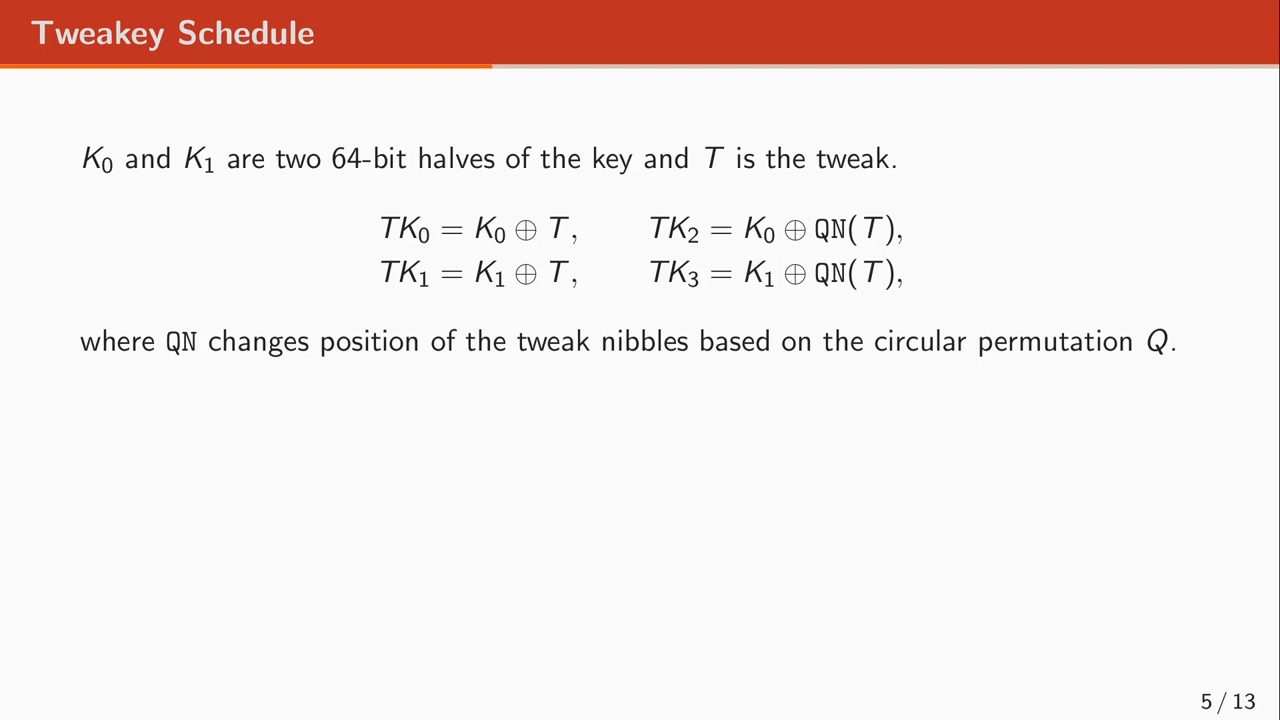 Tweakey Schedule
K₀ and K₁ are two 64-bit halves of the key and T is the tweak.
TK₀ = K₀ ⊕ T, TK₂ = K₀ ⊕ QN(T),
TK₁ = K₁ ⊕ T, TK₃ = K₁ ⊕ QN(T),
where QN changes position of the tweak nibbles based on the circular permutation Q.
5 / 13